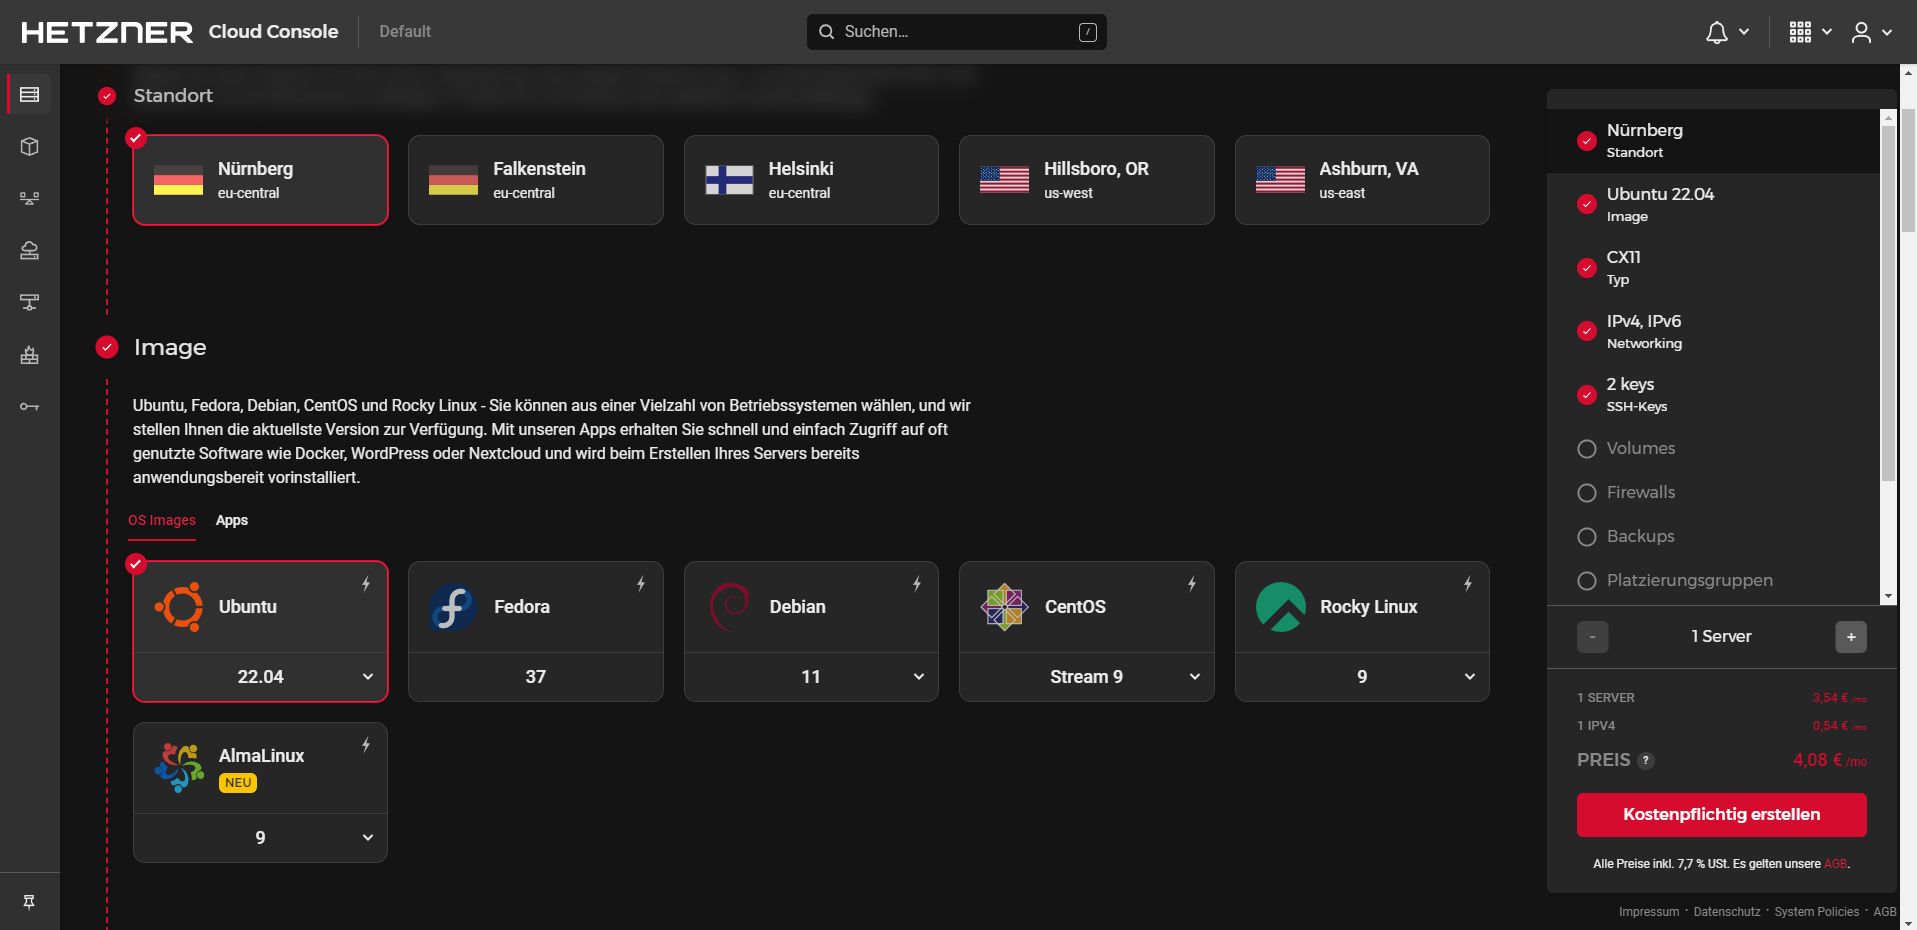 HETZNER Cloud Console Default
Suchen... /
Standort
Nürnberg
eu-central
Falkenstein
eu-central
Helsinki
eu-central
Hillsboro, OR
us-west
Ashburn, VA
us-east
Image
Ubuntu, Fedora, Debian, CentOS und Rocky Linux - Sie können aus einer Vielzahl von Betriebssystemen wählen, und wir
stellen Ihnen die aktuellste Version zur Verfügung. Mit unseren Apps erhalten Sie schnell und einfach Zugriff auf oft
genutzte Software wie Docker, WordPress oder Nextcloud und wird beim Erstellen Ihres Servers bereits
anwendungsbereit vorinstalliert.
OS Images Apps
Ubuntu
22.04
Fedora
37
Debian
11
CentOS
Stream 9
Rocky Linux
9
AlmaLinux
NEU
9
Nürnberg
Standort
Ubuntu 22.04
Image
CX11
Typ
IPv4, IPv6
Networking
2 keys
SSH-Keys
Volumes
Firewalls
Backups
Platzierungsgruppen
- 1 Server +
1 SERVER 3,54 € /mo
1 IPV4 0,54 € /mo
PREIS ? 4,08 € /mo
Kostenpflichtig erstellen
Alle Preise inkl. 7,7 % USt. Es gelten unsere AGB.
Impressum · Datenschutz · System Policies · AGB